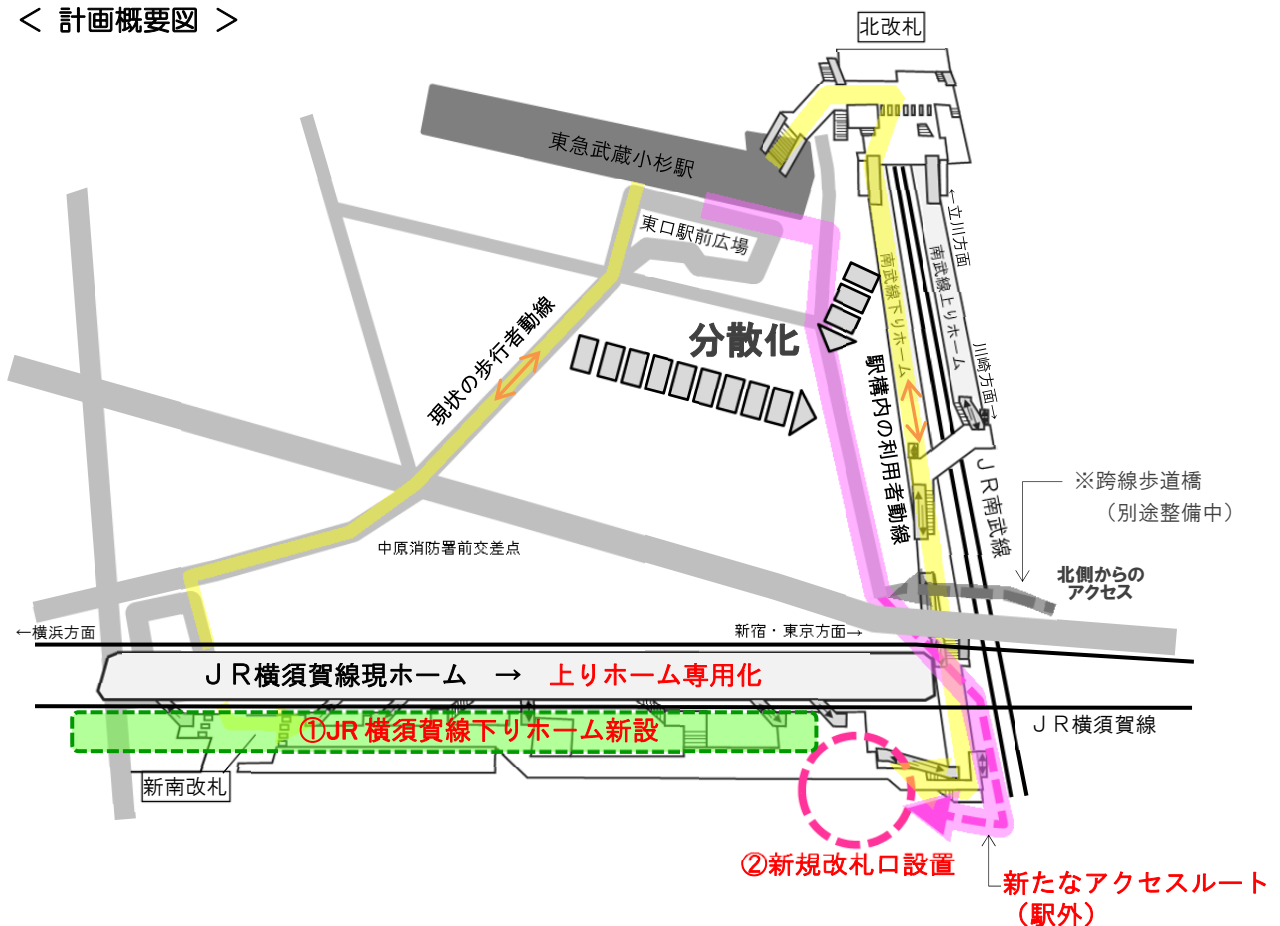 ＜ 計画概要図 ＞
北改札
東急武蔵小杉駅
東口駅前広場
←立川方面
南武線下りホーム
南武線上りホーム
分散化
川崎方面→
現状の歩行者動線
駅構内の利用者動線
ＪＲ南武線
※跨線歩道橋
（別途整備中）
中原消防署前交差点
北側からの
アクセス
←横浜方面
新宿・東京方面→
ＪＲ横須賀線現ホーム → 上りホーム専用化
①JR横須賀線下りホーム新設
ＪＲ横須賀線
新南改札
②新規改札口設置
新たなアクセスルート
（駅外）